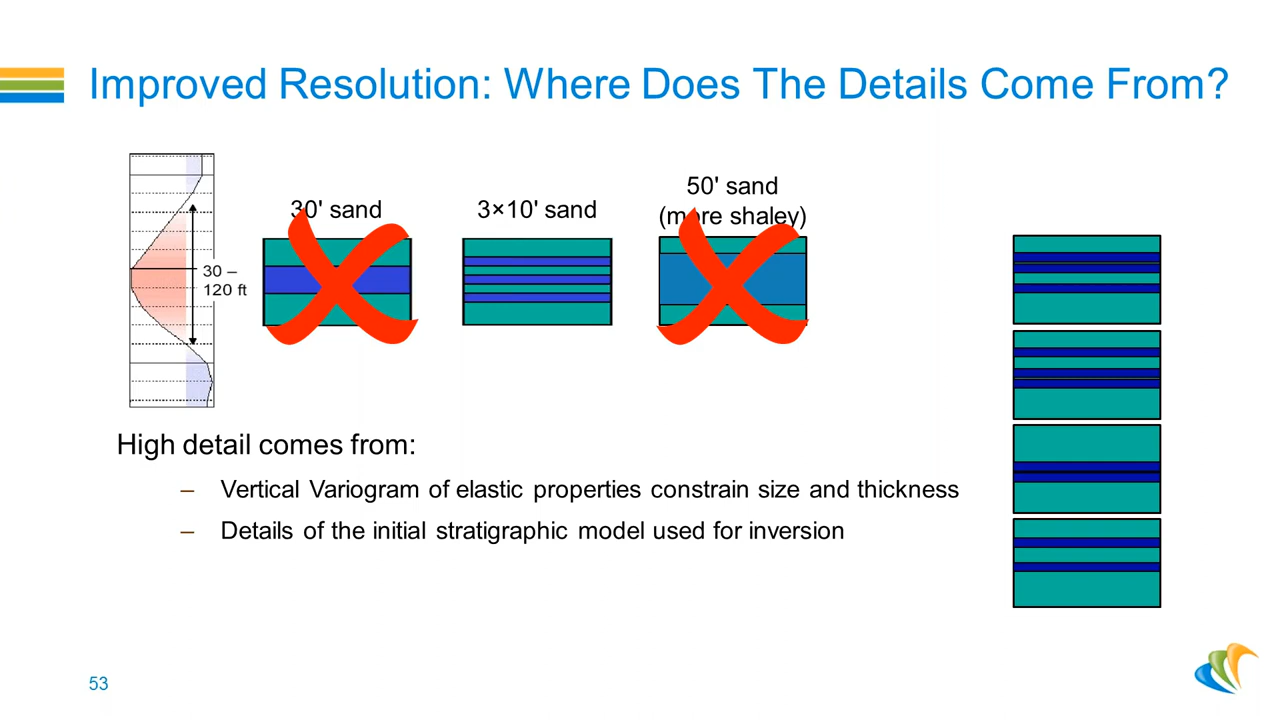 Improved Resolution: Where Does The Details Come From?
30' sand
3×10' sand
50' sand
(more shaley)
30 –
120 ft
High detail comes from:
– Vertical Variogram of elastic properties constrain size and thickness
– Details of the initial stratigraphic model used for inversion
53